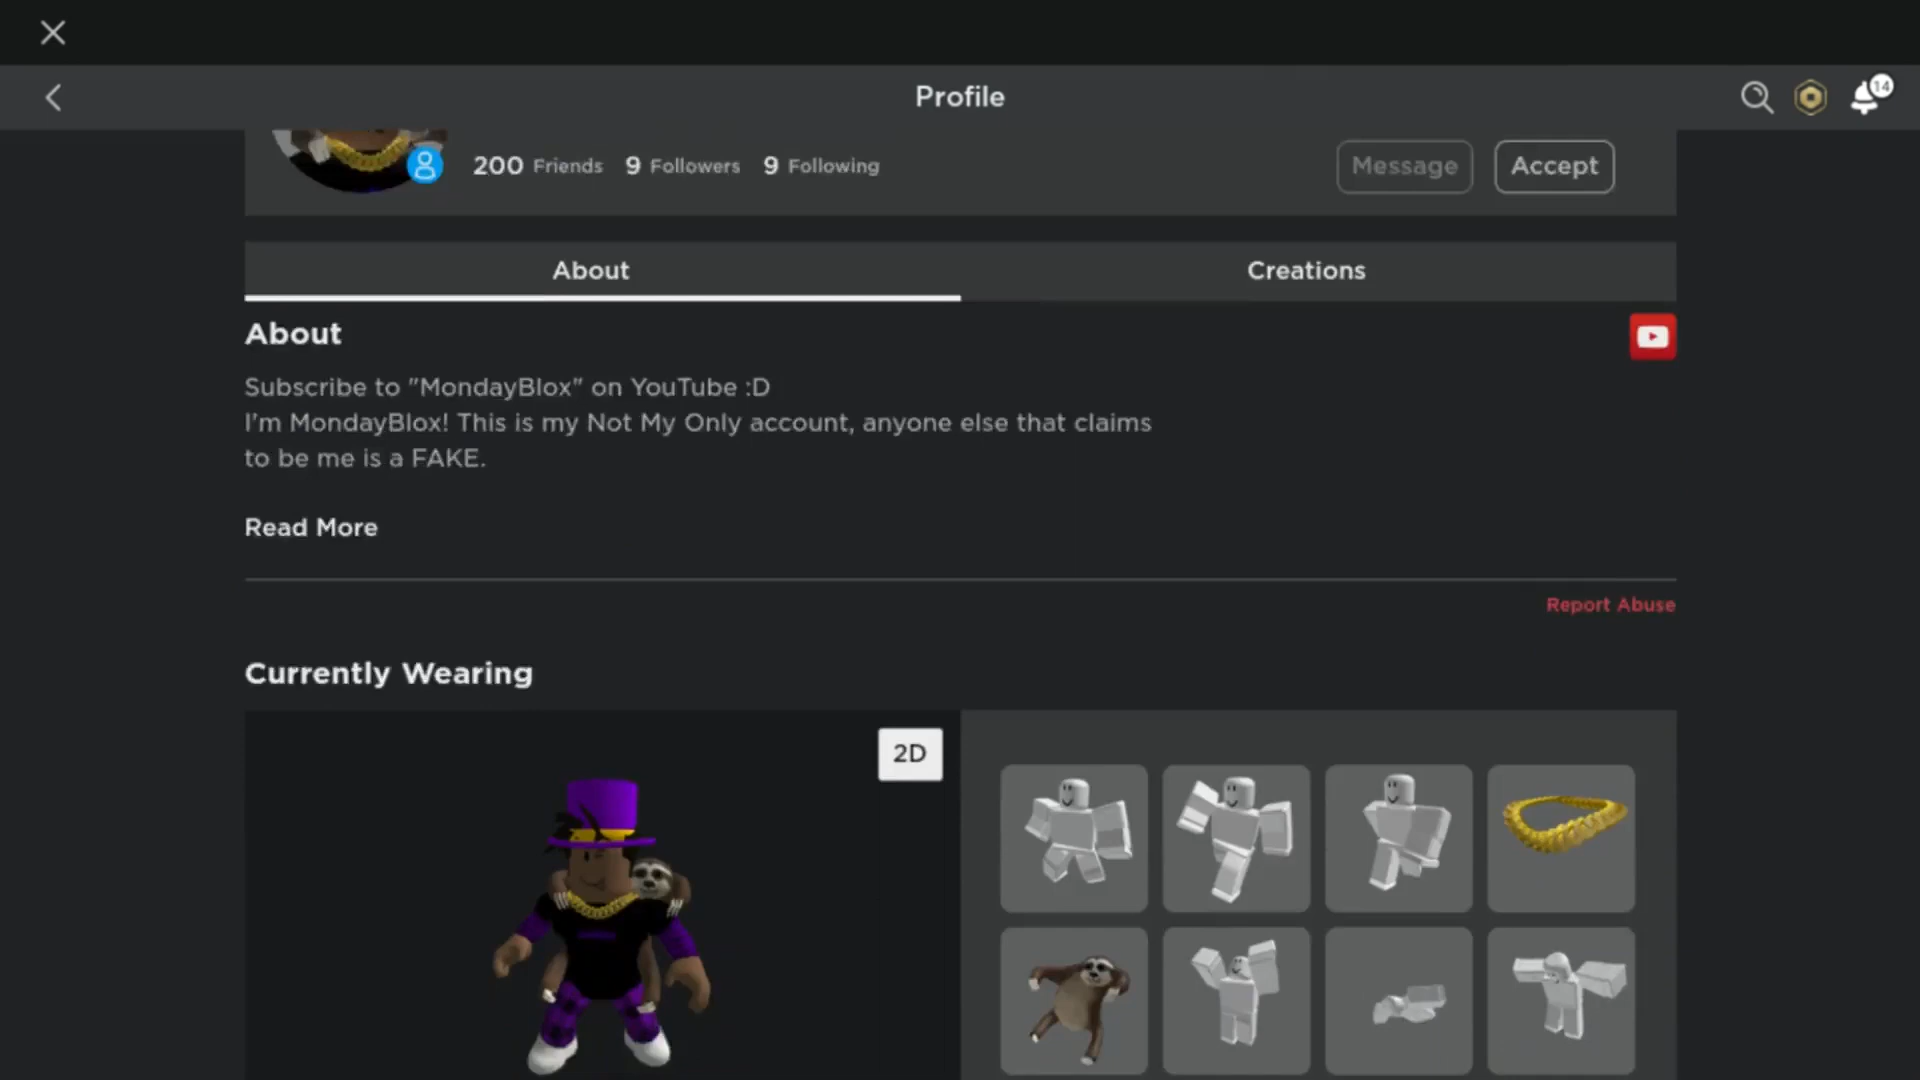 Profile
14
200 Friends 9 Followers 9 Following
Message
Accept
About
Creations
About
Subscribe to "MondayBlox" on YouTube :D
I'm MondayBlox! This is my Not My Only account, anyone else that claims
to be me is a FAKE.
Read More
Report Abuse
Currently Wearing
2D